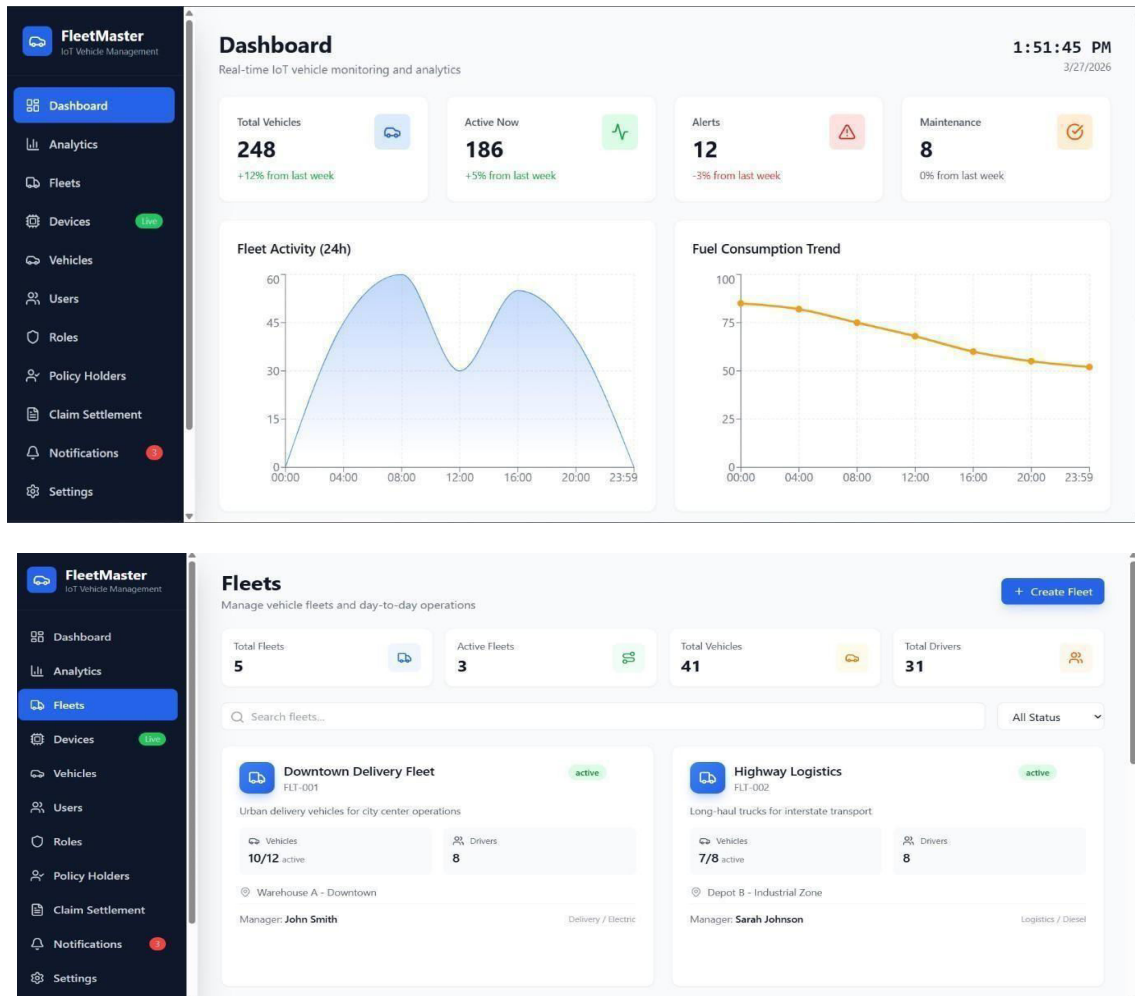 FleetMaster
IoT Vehicle Management
Dashboard
Analytics
Fleets
Devices Live
Vehicles
Users
Roles
Policy Holders
Claim Settlement
Notifications 3
Settings
Dashboard
Real-time IoT vehicle monitoring and analytics
1:51:45 PM
3/27/2026
Total Vehicles
248
+12% from last week
Active Now
186
+5% from last week
Alerts
12
-3% from last week
Maintenance
8
0% from last week
Fleet Activity (24h)
60
45
30
15
0
00:00 04:00 08:00 12:00 16:00 20:00 23:59
Fuel Consumption Trend
100
75
50
25
0
00:00 04:00 08:00 12:00 16:00 20:00 23:59
FleetMaster
IoT Vehicle Management
Dashboard
Analytics
Fleets
Devices Live
Vehicles
Users
Roles
Policy Holders
Claim Settlement
Notifications 3
Settings
Fleets
Manage vehicle fleets and day-to-day operations
+ Create Fleet
Total Fleets
5
Active Fleets
3
Total Vehicles
41
Total Drivers
31
Search fleets...
All Status
Downtown Delivery Fleet
active
FLT-001
Urban delivery vehicles for city center operations
Vehicles
10/12 active
Drivers
8
Warehouse A - Downtown
Manager: John Smith
Delivery / Electric
Highway Logistics
active
FLT-002
Long-haul trucks for interstate transport
Vehicles
7/8 active
Drivers
8
Depot B - Industrial Zone
Manager: Sarah Johnson
Logistics / Diesel